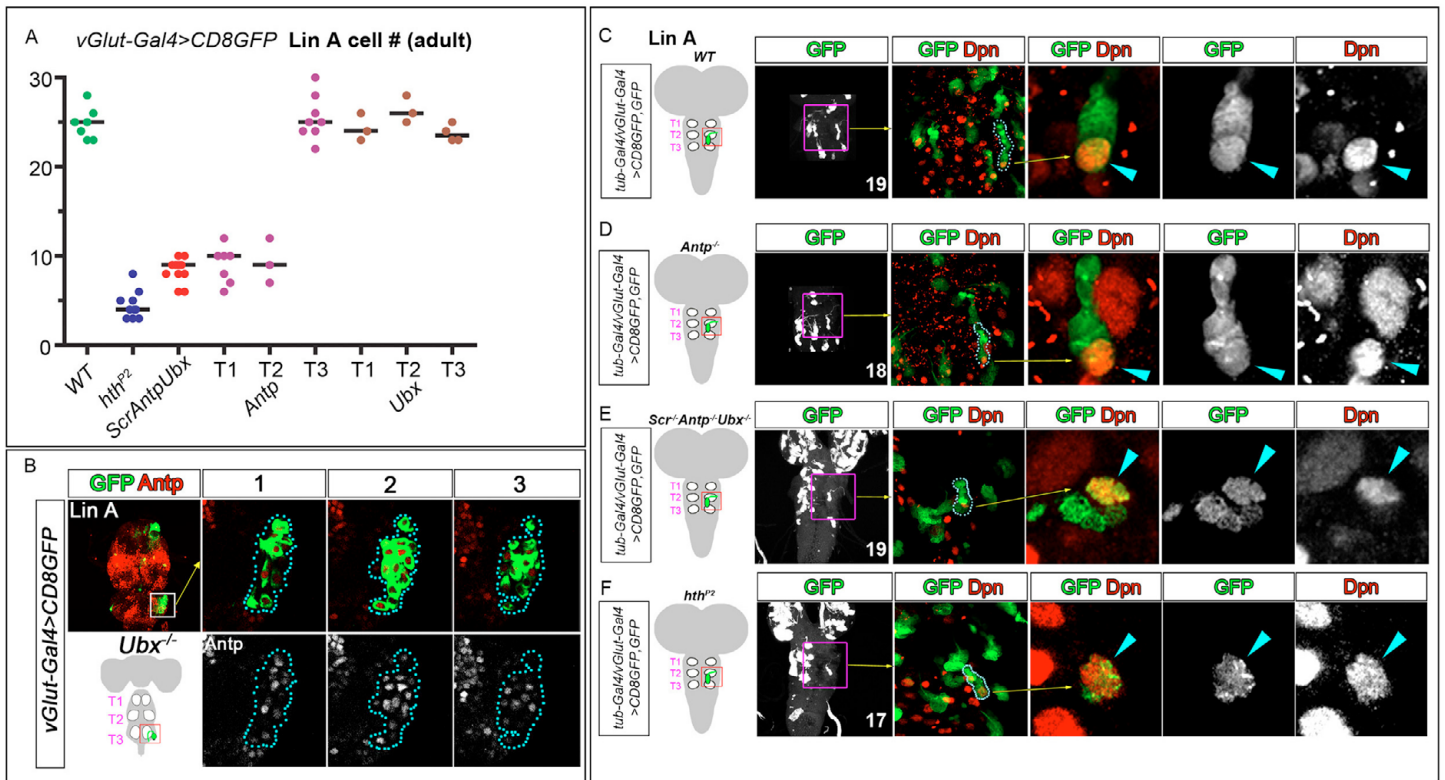 A vGlut-Gal4>CD8GFP Lin A cell # (adult)
30
20
10
0
WT
hthP2
ScrAntpUbx
T1
T2
Antp
T3
T1
T2
Ubx
T3
B
vGlut-Gal4>CD8GFP
GFP Antp
1
2
3
Lin A
Ubx-/-
T1
T2
T3
Antp
C Lin A
WT
tub-Gal4/vGlut-Gal4
>CD8GFP,GFP
T1
T2
T3
GFP
GFP Dpn
GFP Dpn
GFP
Dpn
19
D
Antp-/-
tub-Gal4/vGlut-Gal4
>CD8GFP,GFP
T1
T2
T3
GFP
GFP Dpn
GFP Dpn
GFP
Dpn
18
E
Scr-/-Antp-/-Ubx-/-
tub-Gal4/vGlut-Gal4
>CD8GFP,GFP
T1
T2
T3
GFP
GFP Dpn
GFP Dpn
GFP
Dpn
19
F
hthP2
tub-Gal4/vGlut-Gal4
>CD8GFP,GFP
T1
T2
T3
GFP
GFP Dpn
GFP Dpn
GFP
Dpn
17